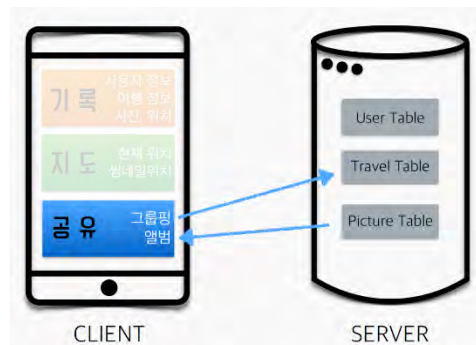 기 록
사용자 정보
여행 정보
사진, 위치
지 도
현재 위치
썸네일위치
공 유
그룹핑
앨범
CLIENT
User Table
Travel Table
Picture Table
SERVER